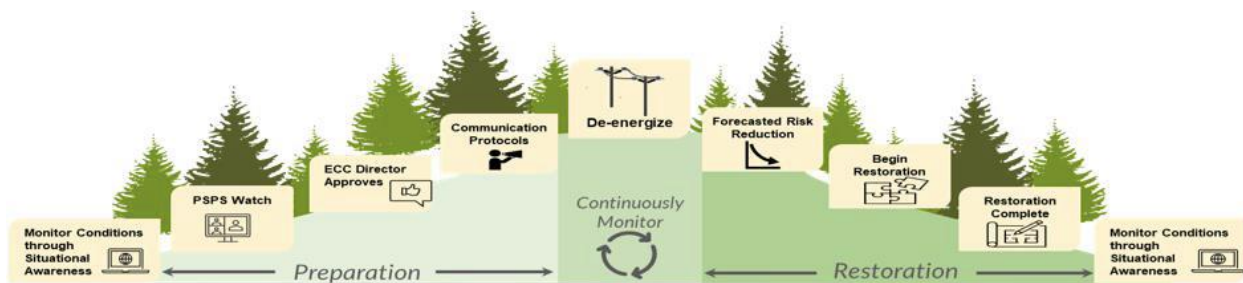 Monitor Conditions
through
Situational
Awareness
PSPS Watch
ECC Director
Approves
Communication
Protocols
De-energize
Forecasted Risk
Reduction
Begin
Restoration
Restoration
Complete
Monitor Conditions
through
Situational
Awareness
Preparation
Continuously
Monitor
Restoration